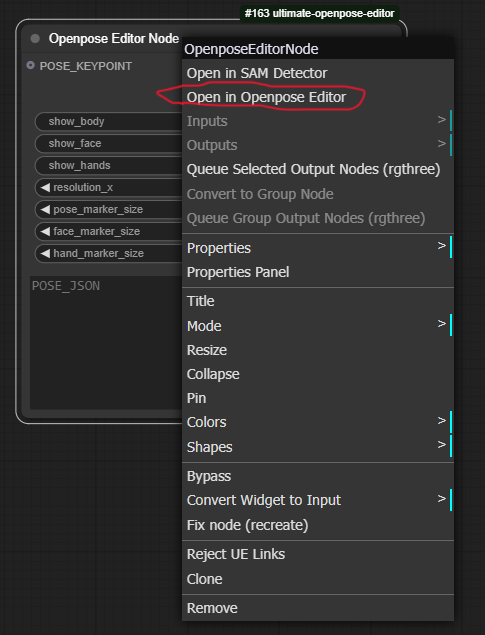 #163 ultimate-openpose-editor
Openpose Editor Node
POSE_KEYPOINT
show_body
show_face
show_hands
resolution_x
pose_marker_size
face_marker_size
hand_marker_size
POSE_JSON
OpenposeEditorNode
Open in SAM Detector
Open in Openpose Editor
Inputs >
Outputs >
Queue Selected Output Nodes (rgthree)
Convert to Group Node
Queue Group Output Nodes (rgthree)
Properties >
Properties Panel
Title
Mode >
Resize
Collapse
Pin
Colors >
Shapes >
Bypass
Convert Widget to Input >
Fix node (recreate)
Reject UE Links
Clone
Remove